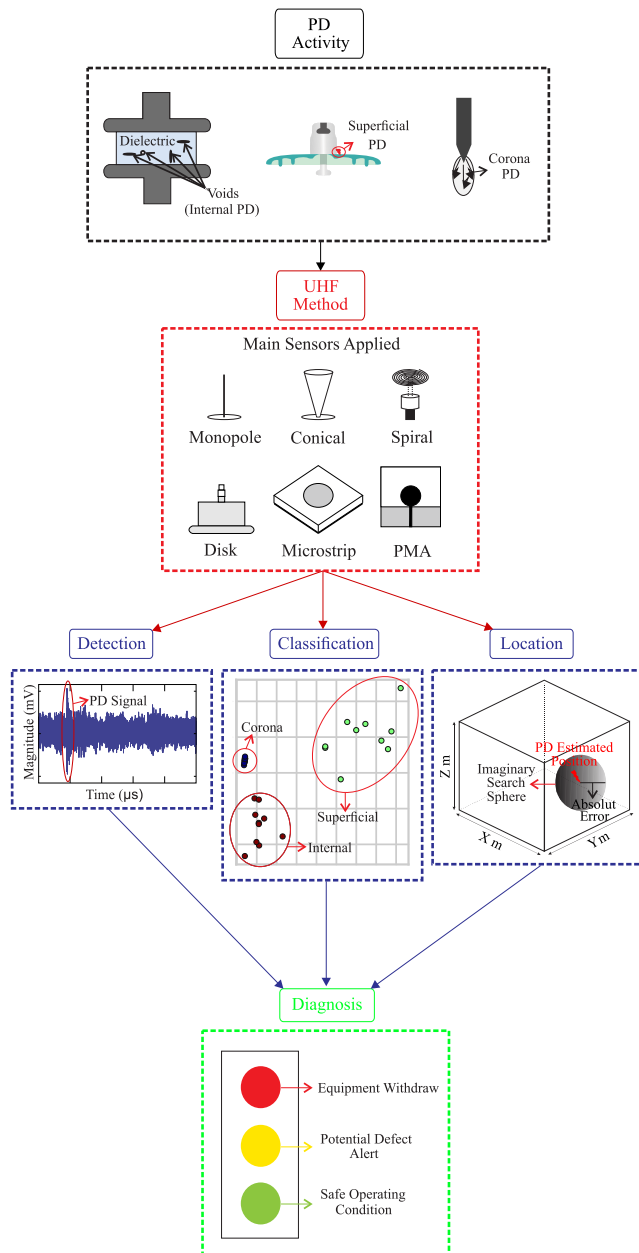 PD
Activity
Dielectric
Voids
(Internal PD)
Superficial
PD
Corona
PD
UHF
Method
Main Sensors Applied
Monopole
Conical
Spiral
Disk
Microstrip
PMA
Detection
Classification
Location
Magnitude (mV)
PD Signal
Time (μs)
Corona
Superficial
Internal
Z m
PD Estimated
Position
Imaginary
Search
Sphere
Absolut
Error
X m
Y m
Diagnosis
Equipment Withdraw
Potential Defect
Alert
Safe Operating
Condition